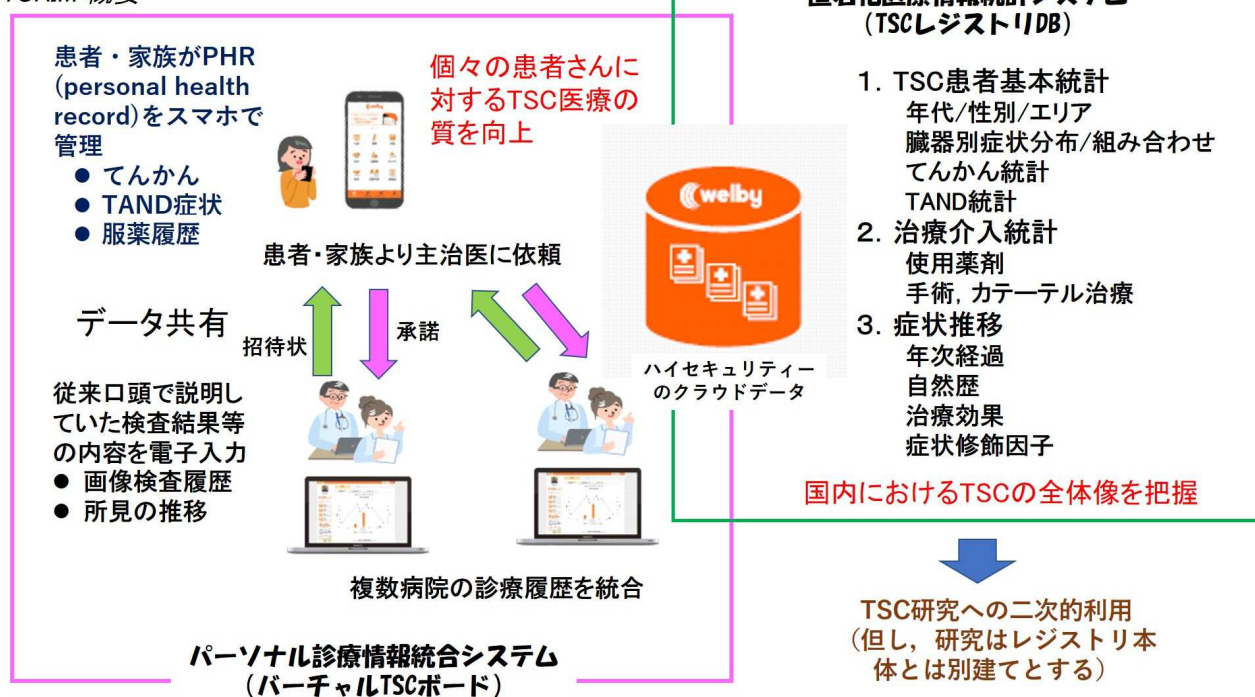 概要
患者・家族がPHR
(personal health
record)をスマホで
管理
● てんかん
● TAND症状
● 服薬履歴
個々の患者さんに
対するTSC医療の
質を向上
welby
患者・家族より主治医に依頼
データ共有
招待状
承諾
従来口頭で説明し
ていた検査結果等
の内容を電子入力
● 画像検査履歴
● 所見の推移
複数病院の診療履歴を統合
パーソナル診療情報統合システム
(バーチャルTSCボード)
welby
ハイセキュリティー
のクラウドデータ
(TSCレジストリDB)
1. TSC患者基本統計
年代/性別/エリア
臓器別症状分布/組み合わせ
てんかん統計
TAND統計
2. 治療介入統計
使用薬剤
手術, カテーテル治療
3. 症状推移
年次経過
自然歴
治療効果
症状修飾因子
国内におけるTSCの全体像を把握
TSC研究への二次的利用
(但し，研究はレジストリ本
体とは別建てとする)